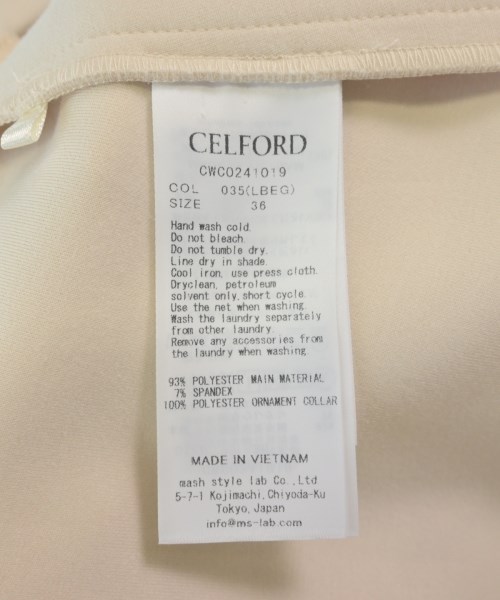 CELFORD
CWC0241019
COL 035(LBEG)
SIZE 36
Hand wash cold.
Do not bleach.
Do not tumble dry.
Line dry in shade.
Cool iron, use press cloth.
Dryclean, petroleum
solvent only, short cycle.
Use the net when washing.
Wash the laundry separately
from other laundry.
Remove any accessories from
the laundry when washing.
93% POLYESTER MAIN MATERIAL
7% SPANDEX
100% POLYESTER ORNAMENT COLLAR
MADE IN VIETNAM
mash style lab Co.,Ltd
5-7-1 Kojimachi, Chiyoda-Ku
Tokyo, Japan
info@ms-lab.com